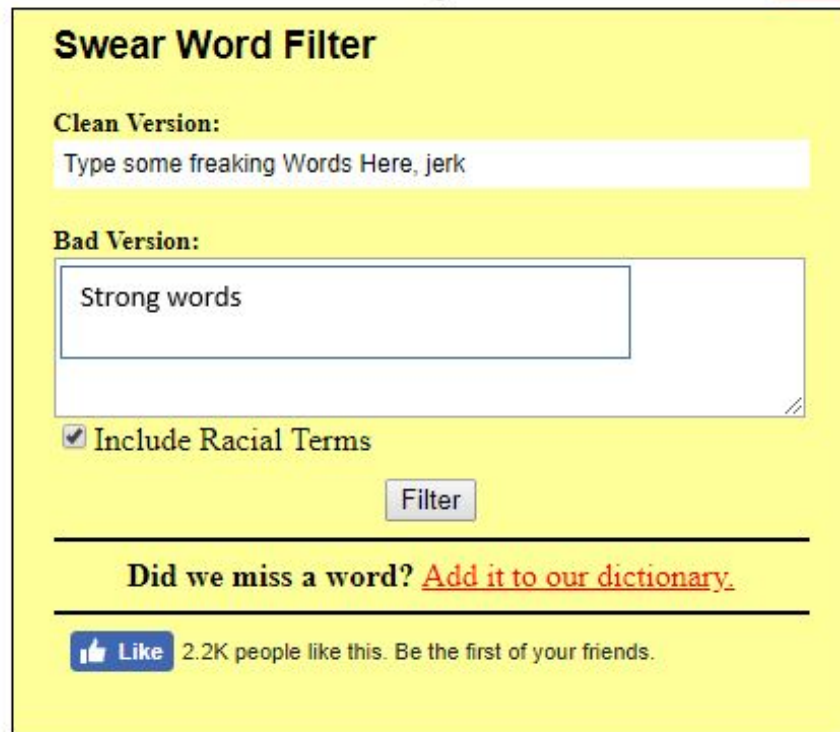 Swear Word Filter
Clean Version:
Type some freaking Words Here, jerk
Bad Version:
Strong words
Include Racial Terms
Filter
Did we miss a word? Add it to our dictionary.
Like 2.2K people like this. Be the first of your friends.